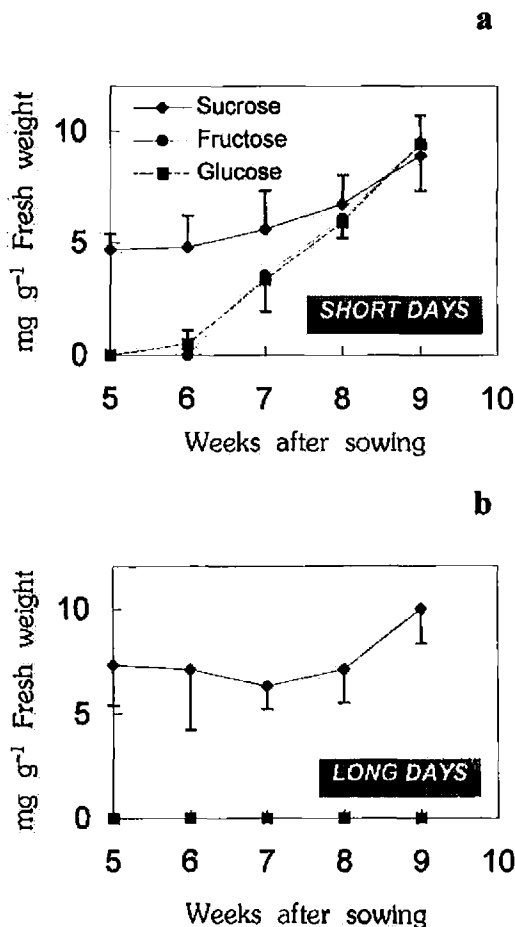 a
mg g⁻¹ Fresh weight
10
5
0
Sucrose
Fructose
Glucose
SHORT DAYS
5 6 7 8 9 10
Weeks after sowing
b
mg g⁻¹ Fresh weight
10
5
0
LONG DAYS
5 6 7 8 9 10
Weeks after sowing